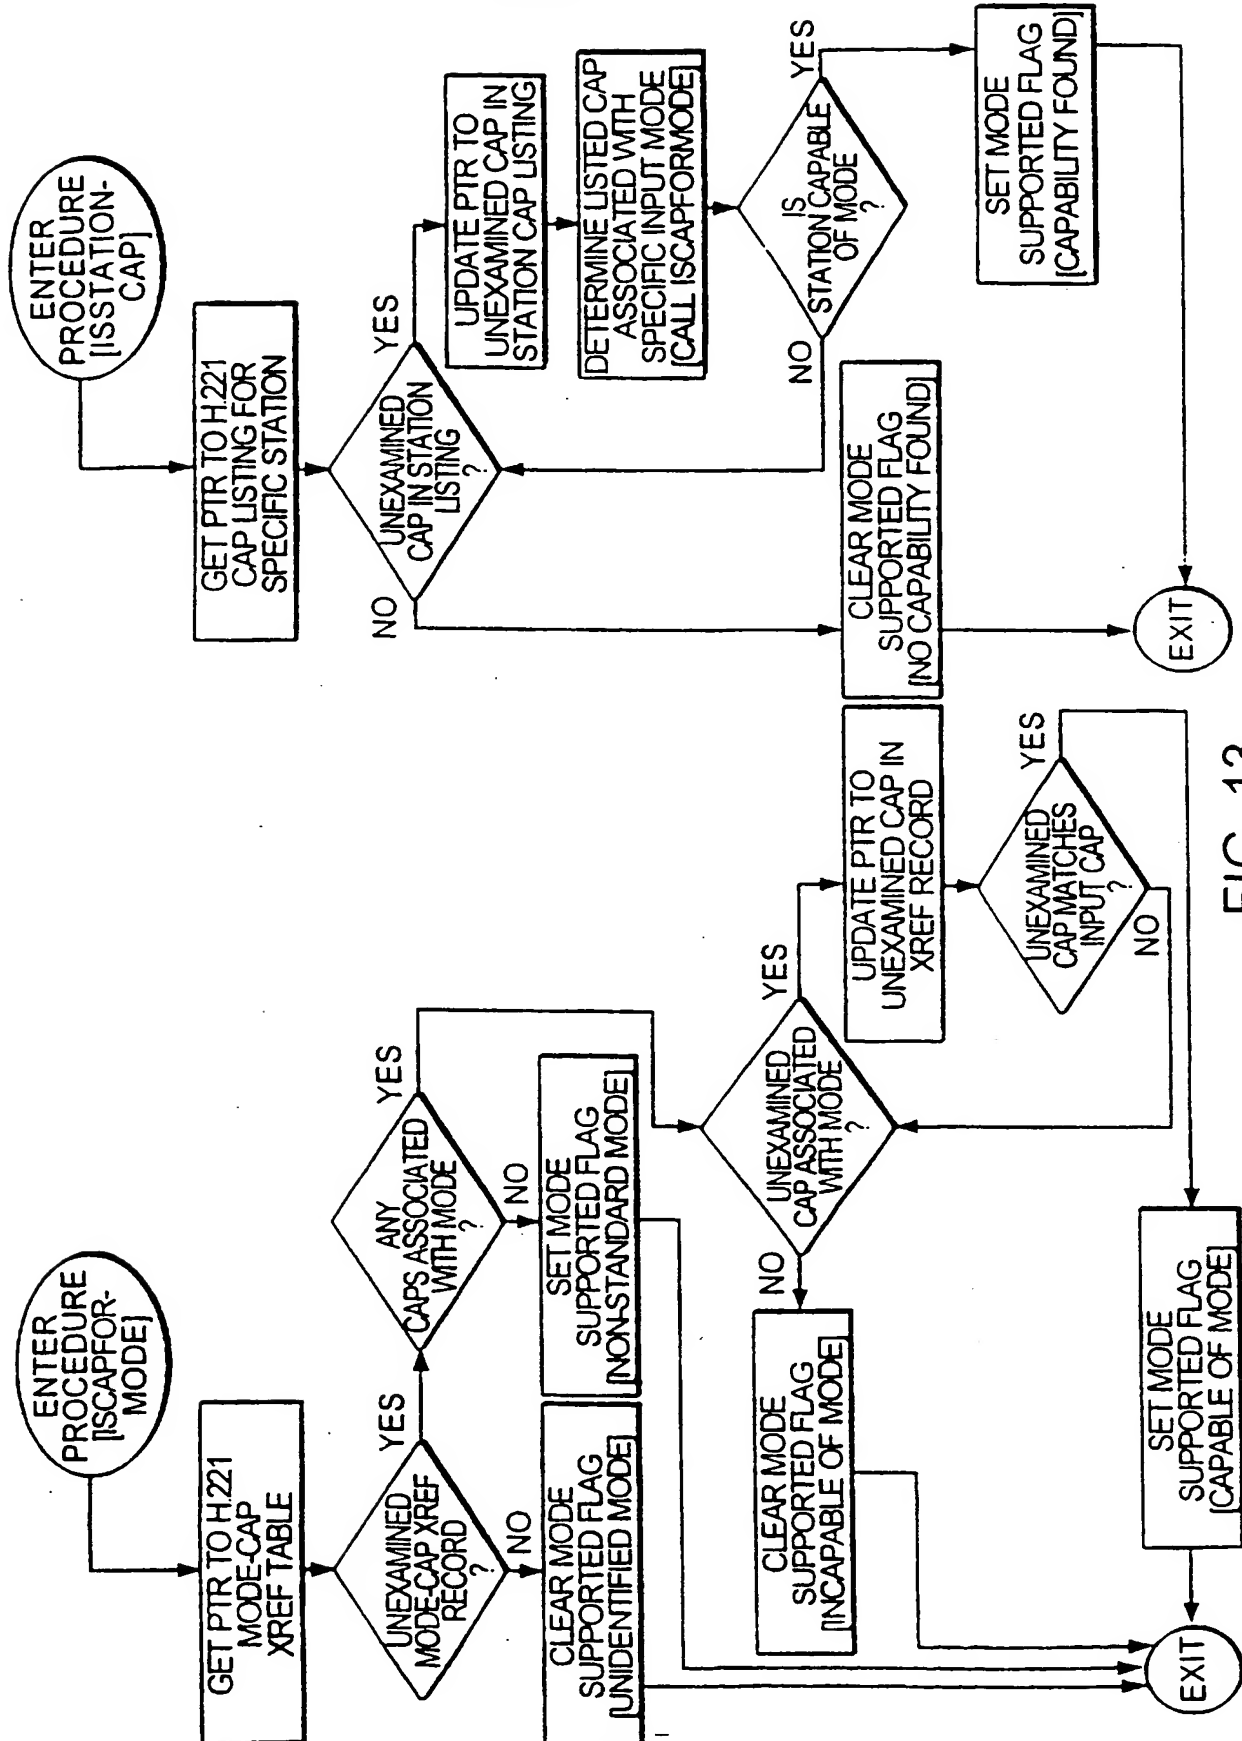 ENTER
PROCEDURE
[ISCAPFOR-
MODE]
GET PTR TO H.221
MODE-CAP
XREF TABLE
UNEXAMINED
MODE-CAP XREF
RECORD
?
YES
NO
CLEAR MODE
SUPPORTED FLAG
[UNIDENTIFIED MODE]
ANY
CAPS ASSOCIATED
WITH MODE
?
YES
NO
SET MODE
SUPPORTED FLAG
[NON-STANDARD MODE]
UNEXAMINED
CAP ASSOCIATED
WITH MODE
?
YES
NO
CLEAR MODE
SUPPORTED FLAG
[INCAPABLE OF MODE]
UPDATE PTR TO
UNEXAMINED CAP IN
XREF RECORD
UNEXAMINED
CAP MATCHES
INPUT CAP
?
YES
NO
SET MODE
SUPPORTED FLAG
[CAPABLE OF MODE]
EXIT
ENTER
PROCEDURE
[ISSTATION-
CAP]
GET PTR TO H.221
CAP LISTING FOR
SPECIFIC STATION
UNEXAMINED
CAP IN STATION
LISTING
?
YES
NO
UPDATE PTR TO
UNEXAMINED CAP IN
STATION CAP LISTING
DETERMINE LISTED CAP
ASSOCIATED WITH
SPECIFIC INPUT MODE
[CALL ISCAPFORMODE]
IS
STATION CAPABLE
OF MODE
?
YES
NO
CLEAR MODE
SUPPORTED FLAG
[NO CAPABILITY FOUND]
SET MODE
SUPPORTED FLAG
[CAPABILITY FOUND]
EXIT